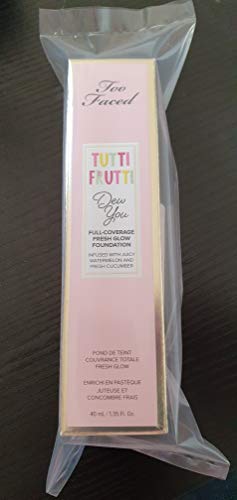 Too
Faced
TUTTI
FRUTTI
Dew
You
FULL-COVERAGE
FRESH GLOW
FOUNDATION
INFUSED WITH JUICY
WATERMELON AND
FRESH CUCUMBER
FOND DE TEINT
COUVRANCE TOTALE
FRESH GLOW
ENRICHI EN PASTÈQUE
JUTEUSE ET
CONCOMBRE FRAIS
40 mL / 1.35 Fl. Oz.